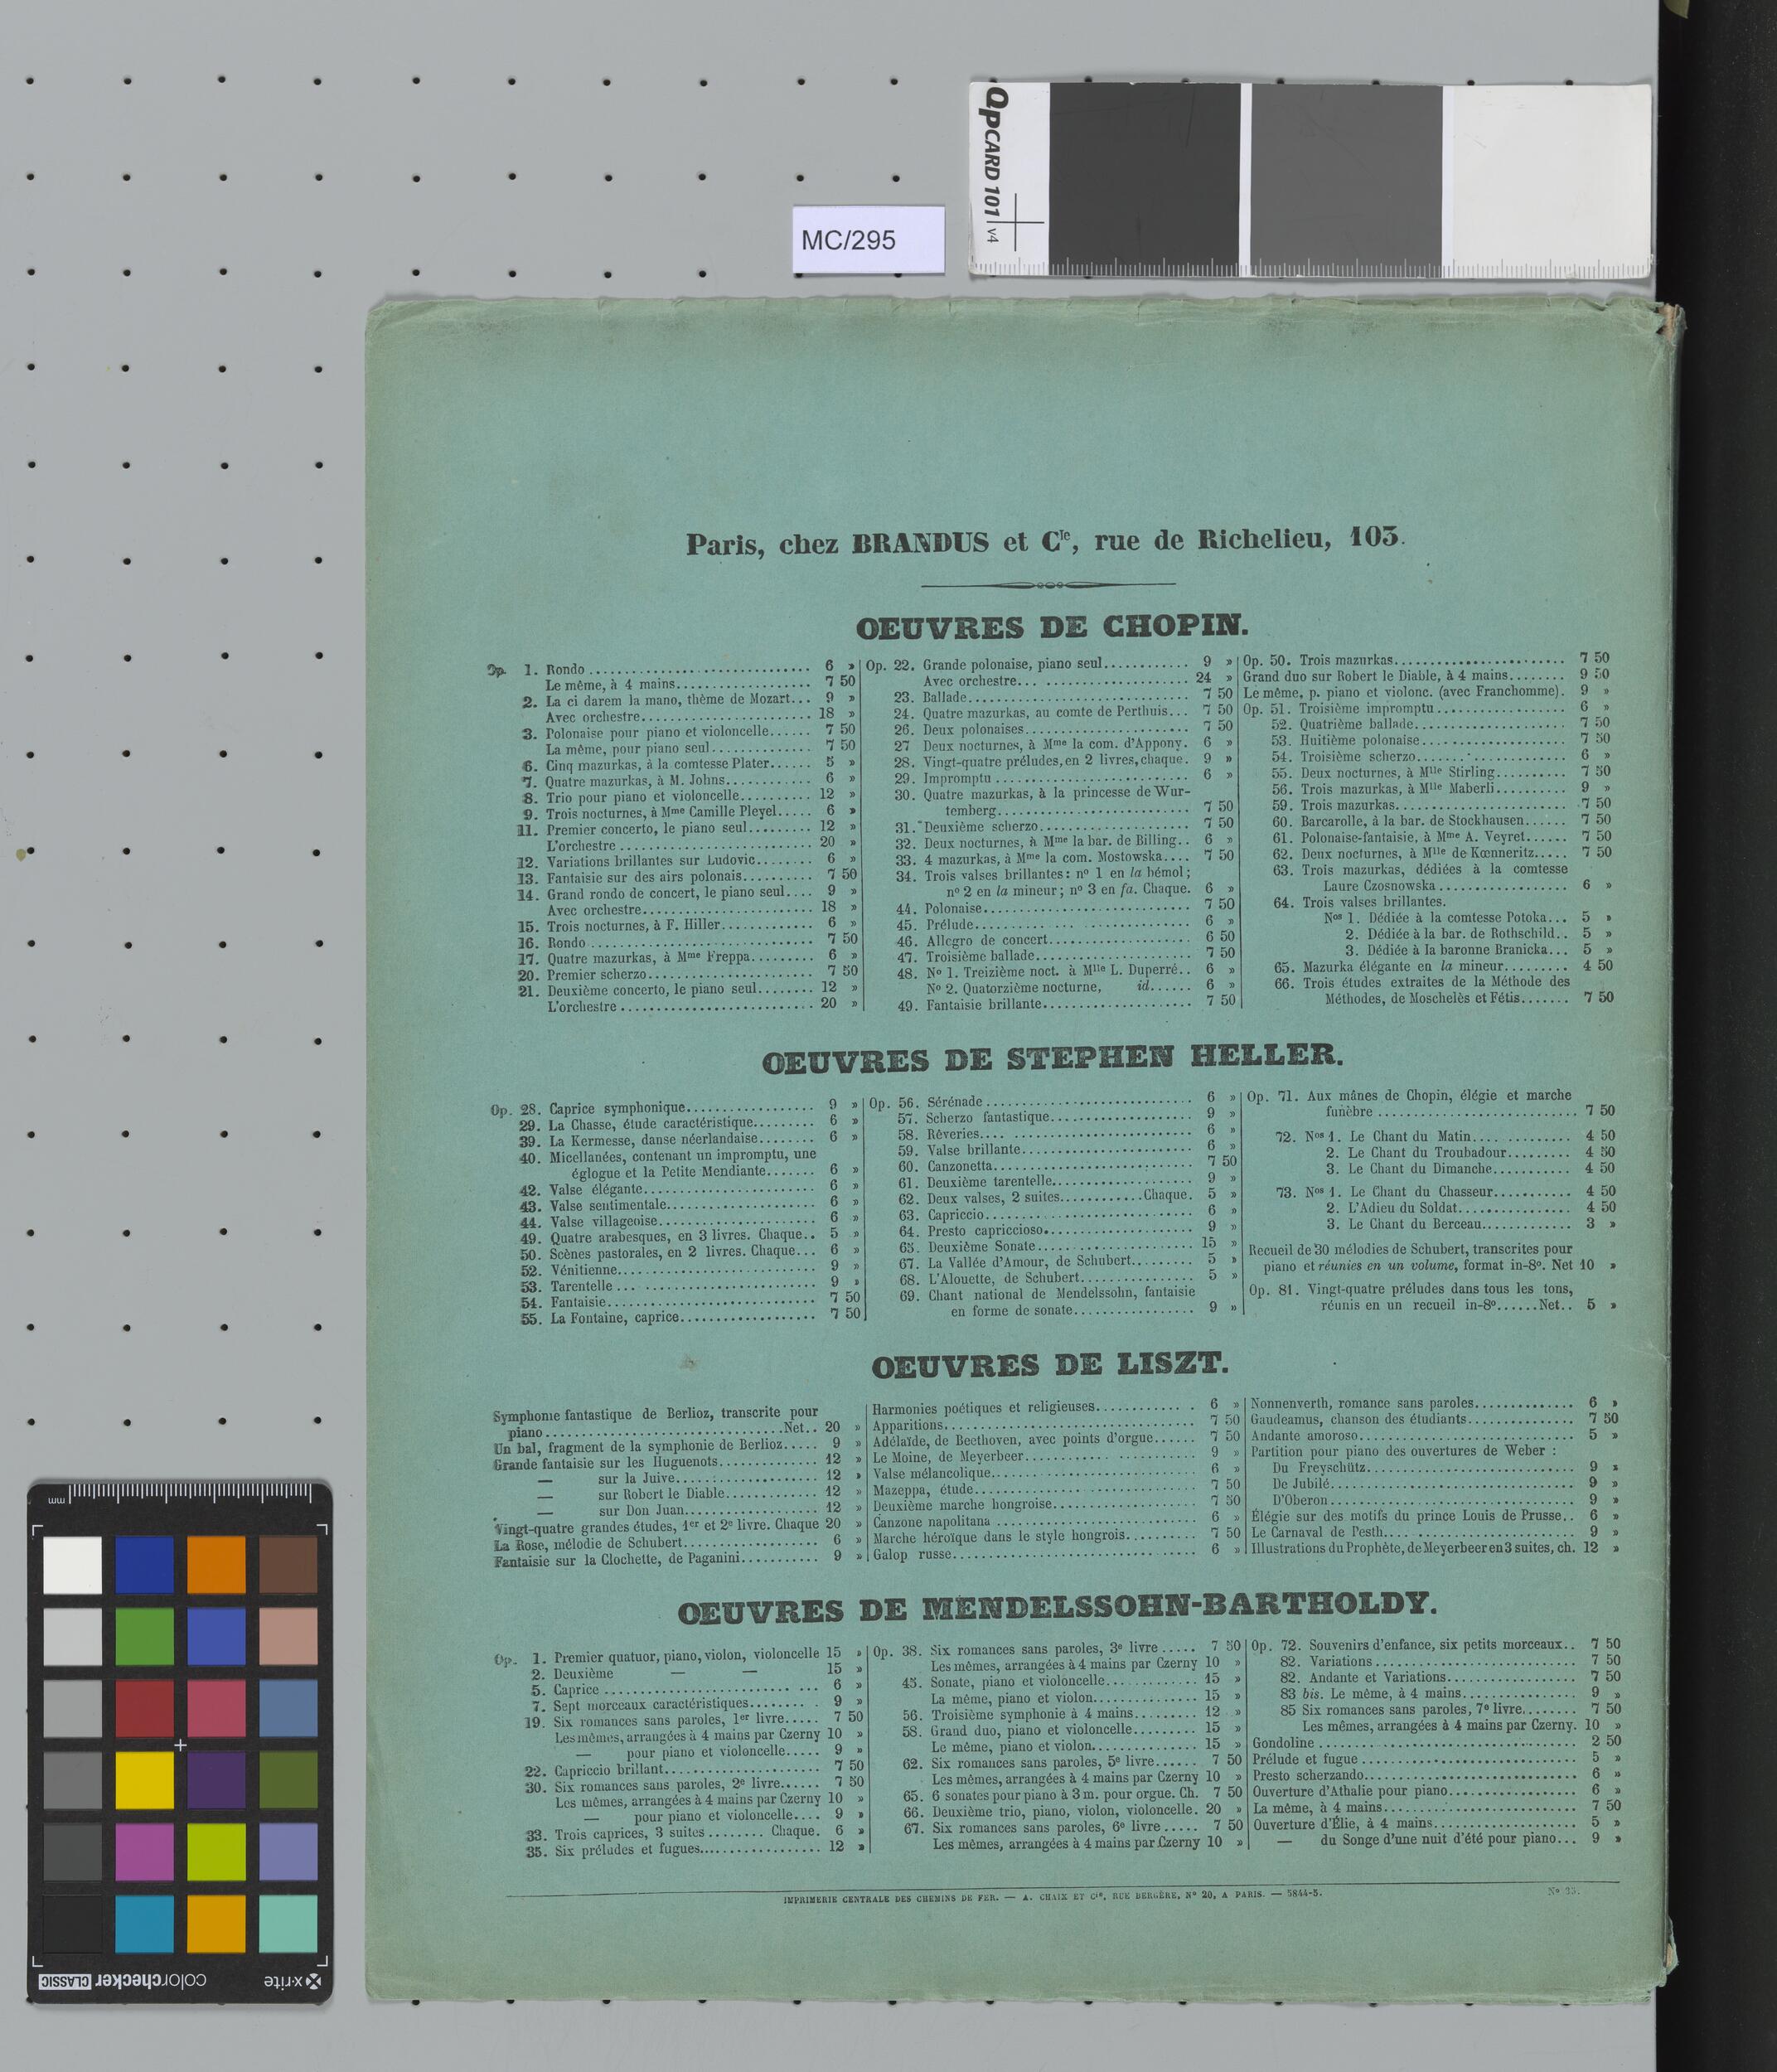 QpCARD 101 v4
MC/295
Paris, chez BRANDUS et Cie, rue de Richelieu, 103.
OEUVRES DE CHOPIN.
Op. 1. Rondo 6 »
Le même, à 4 mains 7 50
2. La ci darem la mano, thème de Mozart... 9 »
Avec orchestre 18 »
3. Polonaise pour piano et violoncelle 7 50
La même, pour piano seul 7 50
6. Cinq mazurkas, à la comtesse Plater 5 »
7. Quatre mazurkas, à M. Johns 6 »
8. Trio pour piano et violoncelle 12 »
9. Trois nocturnes, à Mme Camille Pleyel 6 »
11. Premier concerto, le piano seul 12 »
L'orchestre 20 »
12. Variations brillantes sur Ludovic 6 »
13. Fantaisie sur des airs polonais 7 50
14. Grand rondo de concert, le piano seul 9 »
Avec orchestre 18 »
15. Trois nocturnes, à F. Hiller 6 »
16. Rondo 7 50
17. Quatre mazurkas, à Mme Freppa 6 »
20. Premier scherzo 7 50
21. Deuxième concerto, le piano seul 12 »
L'orchestre 20 »
Op. 22. Grande polonaise, piano seul 9 »
Avec orchestre 24 »
23. Ballade 7 50
24. Quatre mazurkas, au comte de Perthuis... 7 50
26. Deux polonaises 7 50
27 Deux nocturnes, à Mme la com. d'Appony. 6 »
28. Vingt-quatre préludes, en 2 livres, chaque. 9 »
29. Impromptu 6 »
30. Quatre mazurkas, à la princesse de Wur-
temberg 7 50
31. Deuxième scherzo 7 50
32. Deux nocturnes, à Mme la bar. de Billing.. 6 »
33. 4 mazurkas, à Mme la com. Mostowska.... 7 50
34. Trois valses brillantes: no 1 en la bémol;
no 2 en la mineur; no 3 en fa. Chaque. 6 »
44. Polonaise 7 50
45. Prélude 6 »
46. Allegro de concert 6 50
47. Troisième ballade 7 50
48. No 1. Treizième noct. à Mlle L. Duperré.. 6 »
No 2. Quatorzième nocturne, id...... 6 »
49. Fantaisie brillante 7 50
Op. 50. Trois mazurkas 7 50
Grand duo sur Robert le Diable, à 4 mains 9 50
Le même, p. piano et violonc. (avec Franchomme). 9 »
Op. 51. Troisième impromptu 6 »
52. Quatrième ballade 7 50
53. Huitième polonaise 7 50
54. Troisième scherzo 6 »
55. Deux nocturnes, à Mlle Stirling 7 50
56. Trois mazurkas, à Mlle Maberli 9 »
59. Trois mazurkas 7 50
60. Barcarolle, à la bar. de Stockhausen 7 50
61. Polonaise-fantaisie, à Mme A. Veyret 7 50
62. Deux nocturnes, à Mlle de Kœnneritz 7 50
63. Trois mazurkas, dédiées à la comtesse
Laure Czosnowska 6 »
64. Trois valses brillantes.
Nos 1. Dédiée à la comtesse Potoka... 5 »
2. Dédiée à la bar. de Rothschild.. 5 »
3. Dédiée à la baronne Branicka... 5 »
65. Mazurka élégante en la mineur 4 50
66. Trois études extraites de la Méthode des
Méthodes, de Moschelès et Fétis 7 50
OEUVRES DE STEPHEN HELLER.
Op. 28. Caprice symphonique 9 »
29. La Chasse, étude caractéristique 6 »
39. La Kermesse, danse néerlandaise 6 »
40. Micellanées, contenant un impromptu, une
églogue et la Petite Mendiante 6 »
42. Valse élégante 6 »
43. Valse sentimentale 6 »
44. Valse villageoise 6 »
49. Quatre arabesques, en 3 livres. Chaque.. 5 »
50. Scènes pastorales, en 2 livres. Chaque... 6 »
52. Vénitienne 9 »
53. Tarentelle 9 »
54. Fantaisie 7 50
55. La Fontaine, caprice 7 50
Op. 56. Sérénade 6 »
57. Scherzo fantastique 9 »
58. Rêveries 6 »
59. Valse brillante 6 »
60. Canzonetta 7 50
61. Deuxième tarentelle 9 »
62. Deux valses, 2 suites Chaque. 5 »
63. Capriccio 6 »
64. Presto capriccioso 9 »
65. Deuxième Sonate 15 »
67. La Vallée d'Amour, de Schubert 5 »
68. L'Alouette, de Schubert 5 »
69. Chant national de Mendelssohn, fantaisie
en forme de sonate 9 »
Op. 71. Aux mânes de Chopin, élégie et marche
funèbre 7 50
72. Nos 1. Le Chant du Matin 4 50
2. Le Chant du Troubadour 4 50
3. Le Chant du Dimanche 4 50
73. Nos 1. Le Chant du Chasseur 4 50
2. L'Adieu du Soldat 4 50
3. Le Chant du Berceau 3 »
Recueil de 30 mélodies de Schubert, transcrites pour
piano et réunies en un volume, format in-8o. Net 10 »
Op. 81. Vingt-quatre préludes dans tous les tons,
réunis en un recueil in-8o......Net.. 5 »
OEUVRES DE LISZT.
Symphonie fantastique de Berlioz, transcrite pour
piano Net.. 20 »
Un bal, fragment de la symphonie de Berlioz 9 »
Grande fantaisie sur les Huguenots 12 »
— sur la Juive 12 »
— sur Robert le Diable 12 »
— sur Don Juan 12 »
Vingt-quatre grandes études, 1er et 2e livre. Chaque 20 »
La Rose, mélodie de Schubert 6 »
Fantaisie sur la Clochette, de Paganini 9 »
Harmonies poétiques et religieuses 6 »
Apparitions 7 50
Adélaïde, de Beethoven, avec points d'orgue 7 50
Le Moine, de Meyerbeer 9 »
Valse mélancolique 6 »
Mazeppa, étude 7 50
Deuxième marche hongroise 7 50
Canzone napolitana 6 »
Marche héroïque dans le style hongrois 7 50
Galop russe 6 »
Nonnenverth, romance sans paroles 6 »
Gaudeamus, chanson des étudiants 7 50
Andante amoroso 5 »
Partition pour piano des ouvertures de Weber :
Du Freyschütz 9 »
De Jubilé 9 »
D'Oberon 9 »
Élégie sur des motifs du prince Louis de Prusse.. 6 »
Le Carnaval de Pesth 9 »
Illustrations du Prophète, de Meyerbeer en 3 suites, ch. 12 »
OEUVRES DE MENDELSSOHN-BARTHOLDY.
Op. 1. Premier quatuor, piano, violon, violoncelle 15 »
2. Deuxième — — 15 »
5. Caprice 6 »
7. Sept morceaux caractéristiques 9 »
19. Six romances sans paroles, 1er livre 7 50
Les mêmes, arrangées à 4 mains par Czerny 10 »
— pour piano et violoncelle 9 »
22. Capriccio brillant 7 50
30. Six romances sans paroles, 2e livre 7 50
Les mêmes, arrangées à 4 mains par Czerny 10 »
— pour piano et violoncelle 9 »
33. Trois caprices, 3 suites Chaque. 6 »
35. Six préludes et fugues 12 »
Op. 38. Six romances sans paroles, 3e livre 7 50
Les mêmes, arrangées à 4 mains par Czerny 10 »
45. Sonate, piano et violoncelle 15 »
La même, piano et violon 15 »
56. Troisième symphonie à 4 mains 12 »
58. Grand duo, piano et violoncelle 15 »
Le même, piano et violon 15 »
62. Six romances sans paroles, 5e livre 7 50
Les mêmes, arrangées à 4 mains par Czerny 10 »
65. 6 sonates pour piano à 3 m. pour orgue. Ch. 7 50
66. Deuxième trio, piano, violon, violoncelle. 20 »
67. Six romances sans paroles, 6e livre 7 50
Les mêmes, arrangées à 4 mains par Czerny 10 »
Op. 72. Souvenirs d'enfance, six petits morceaux.. 7 50
82. Variations 7 50
82. Andante et Variations 7 50
83 bis. Le même, à 4 mains 9 »
85 Six romances sans paroles, 7e livre 7 50
Les mêmes, arrangées à 4 mains par Czerny. 10 »
Gondoline 2 50
Prélude et fugue 5 »
Presto scherzando 6 »
Ouverture d'Athalie pour piano 6 »
La même, à 4 mains 7 50
Ouverture d'Élie, à 4 mains 5 »
— du Songe d'une nuit d'été pour piano... 9 »
IMPRIMERIE CENTRALE DES CHEMINS DE FER. — A. CHAIX ET Cie, RUE BERGÈRE, No 20, A PARIS. — 5844-5.
mm
x-rite colorchecker CLASSIC